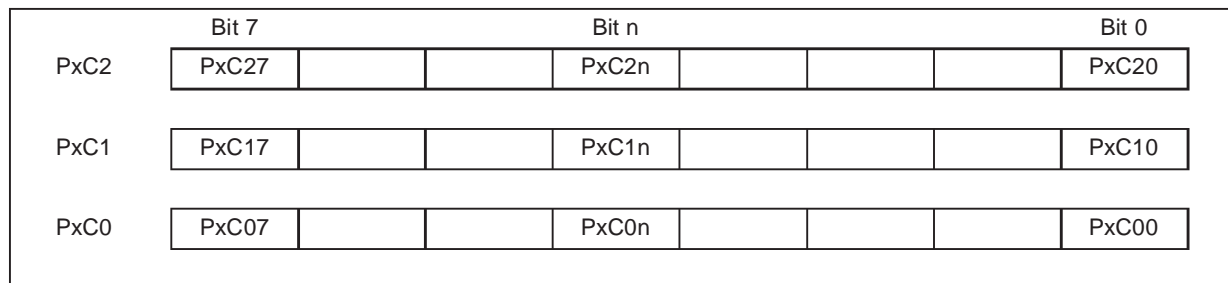 Bit 7 Bit n Bit 0
PxC2 PxC27 PxC2n PxC20
PxC1 PxC17 PxC1n PxC10
PxC0 PxC07 PxC0n PxC00